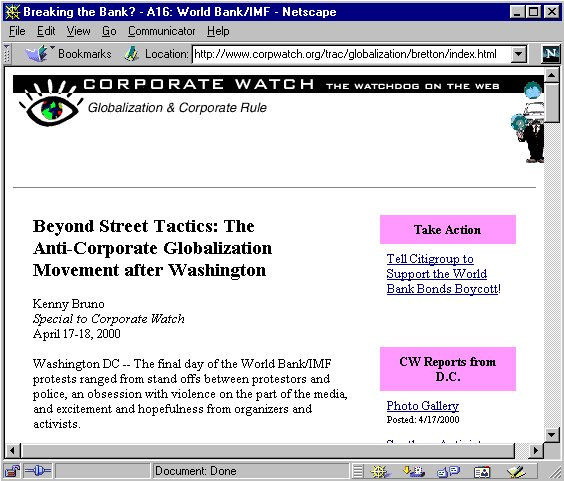 Breaking the Bank? - A16: World Bank/IMF - Netscape
File Edit View Go Communicator Help
Bookmarks Location: http://www.corpwatch.org/trac/globalization/bretton/index.html
N
CORPORATE WATCH THE WATCHDOG ON THE WEB
Globalization & Corporate Rule
Beyond Street Tactics: The
Anti-Corporate Globalization
Movement after Washington
Kenny Bruno
Special to Corporate Watch
April 17-18, 2000
Washington DC -- The final day of the World Bank/IMF
protests ranged from stand offs between protestors and
police, an obsession with violence on the part of the media,
and excitement and hopefulness from organizers and
activists.
Take Action
Tell Citigroup to
Support the World
Bank Bonds Boycott!
CW Reports from
D.C.
Photo Gallery
Posted: 4/17/2000
Document: Done